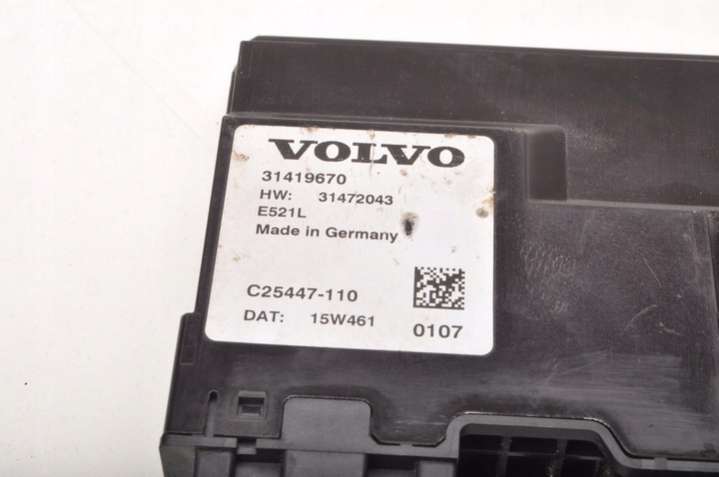 VOLVO
31419670
HW: 31472043
E521L
Made in Germany
C25447-110
DAT: 15W461
0107